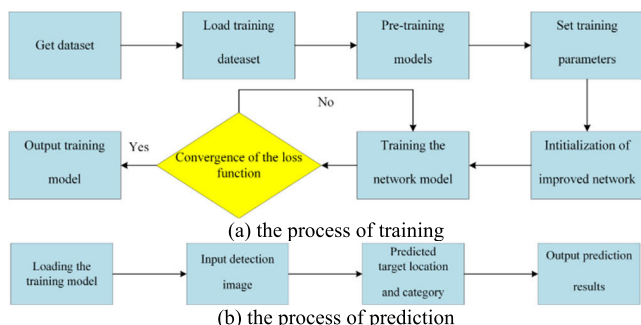 Get dataset
Load training
dateaset
Pre-training
models
Set training
parameters
No
Output training
model
Yes
Convergence of the loss
function
Training the
network model
Intitialization of
improved network
(a) the process of training
Loading the
training model
Input detection
image
Predicted
target location
and category
Output prediction
results
(b) the process of prediction